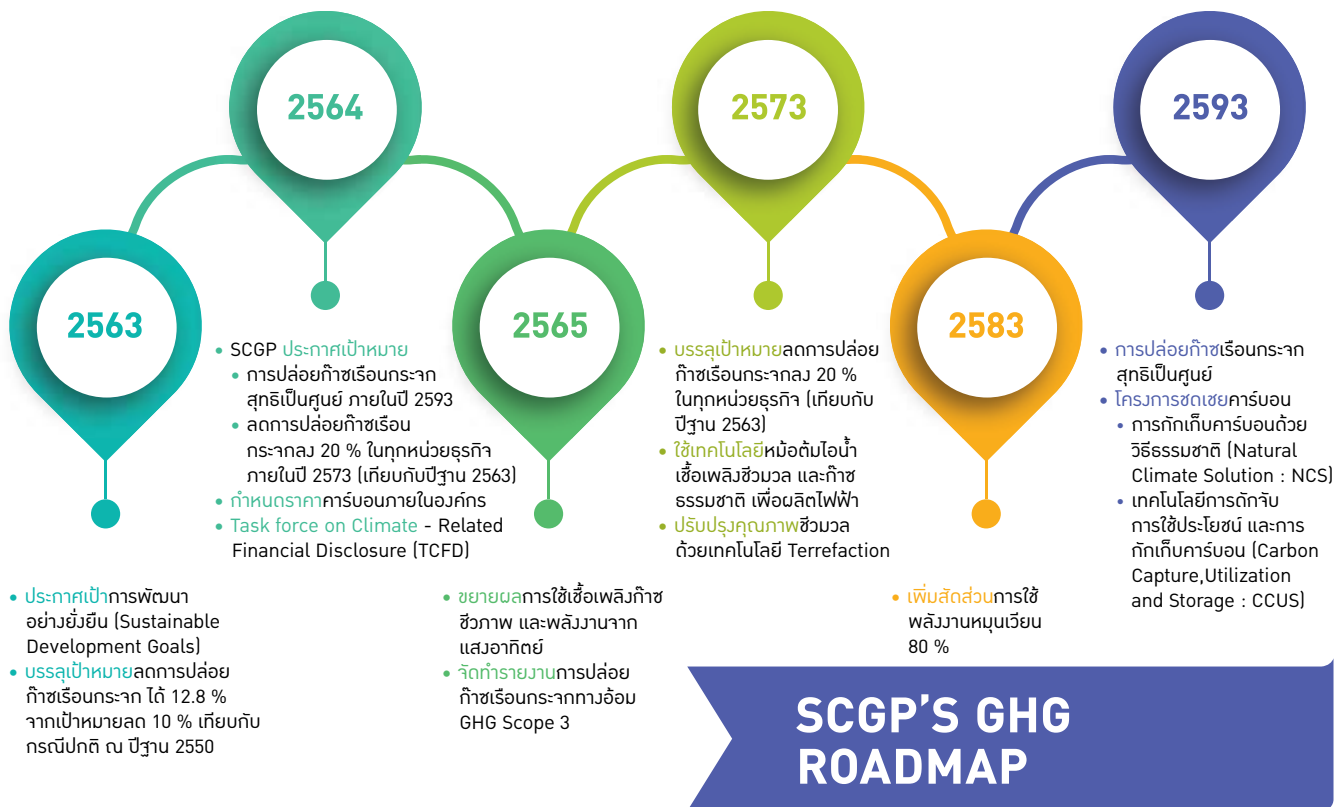 2563
ประกาศเป้าการพัฒนา
อย่างยั่งยืน (Sustainable
Development Goals)
บรรลุเป้าหมายลดการปล่อย
ก๊าซเรือนกระจก ได้ 12.8 %
จากเป้าหมายลด 10 % เทียบกับ
กรณีปกติ ณ ปีฐาน 2550
2564
SCGP ประกาศเป้าหมาย
การปล่อยก๊าซเรือนกระจก
สุทธิเป็นศูนย์ ภายในปี 2593
ลดการปล่อยก๊าซเรือน
กระจกลง 20 % ในทุกหน่วยธุรกิจ
ภายในปี 2573 (เทียบกับปีฐาน 2563)
กำหนดราคาคาร์บอนภายในองค์กร
Task force on Climate - Related
Financial Disclosure (TCFD)
2565
ขยายผลการใช้เชื้อเพลิงก๊าซ
ชีวภาพ และพลังงานจาก
แสงอาทิตย์
จัดทำรายงานการปล่อย
ก๊าซเรือนกระจกทางอ้อม
GHG Scope 3
2573
บรรลุเป้าหมายลดการปล่อย
ก๊าซเรือนกระจกลง 20 %
ในทุกหน่วยธุรกิจ (เทียบกับ
ปีฐาน 2563)
ใช้เทคโนโลยีหม้อต้มไอน้ำ
เชื้อเพลิงชีวมวล และก๊าซ
ธรรมชาติ เพื่อผลิตไฟฟ้า
ปรับปรุงคุณภาพชีวมวล
ด้วยเทคโนโลยี Terrefaction
2583
เพิ่มสัดส่วนการใช้
พลังงานหมุนเวียน
80 %
2593
การปล่อยก๊าซเรือนกระจก
สุทธิเป็นศูนย์
โครงการชดเชยคาร์บอน
การกักเก็บคาร์บอนด้วย
วิธีธรรมชาติ (Natural
Climate Solution : NCS)
เทคโนโลยีการดักจับ
การใช้ประโยชน์ และการ
กักเก็บคาร์บอน (Carbon
Capture,Utilization
and Storage : CCUS)
SCGP'S GHG
ROADMAP